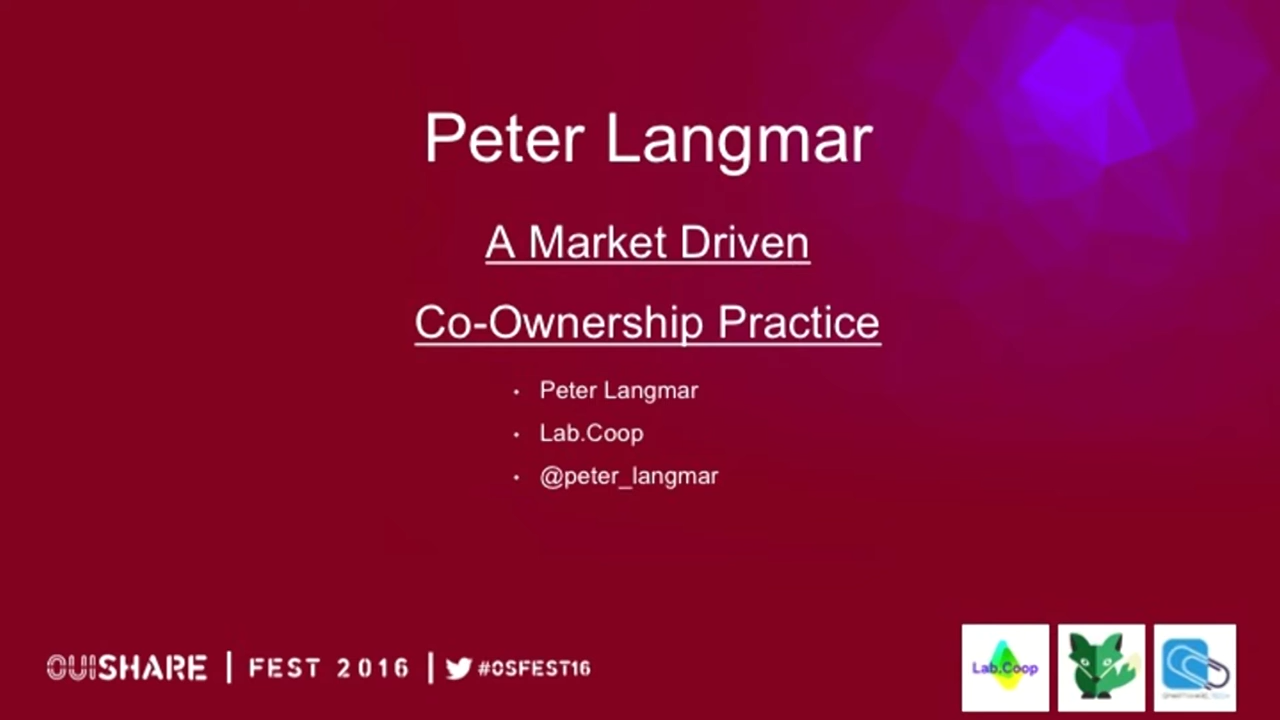 Peter Langmar
A Market Driven
Co-Ownership Practice
• Peter Langmar
• Lab.Coop
• @peter_langmar
OUISHARE | FEST 2016 | #OSFEST16
Lab.Coop